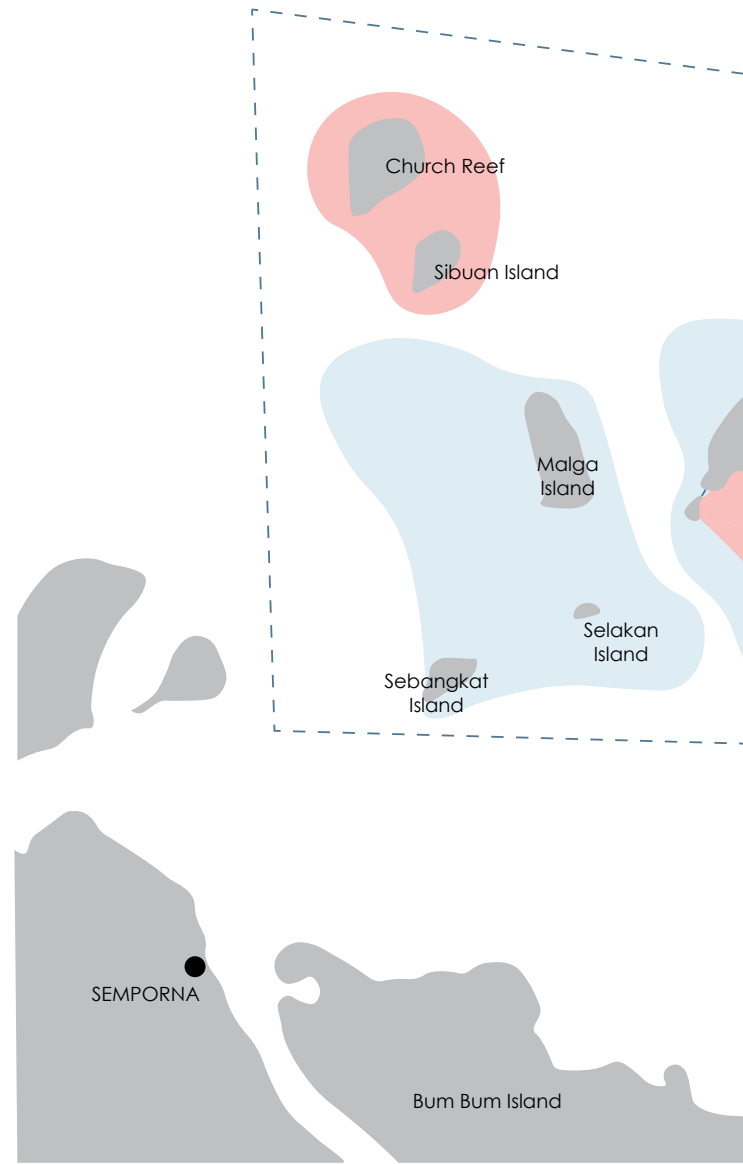 Church Reef
Sibuan Island
Malga
Island
Selakan
Island
Sebangkat
Island
SEMPORNA
Bum Bum Island